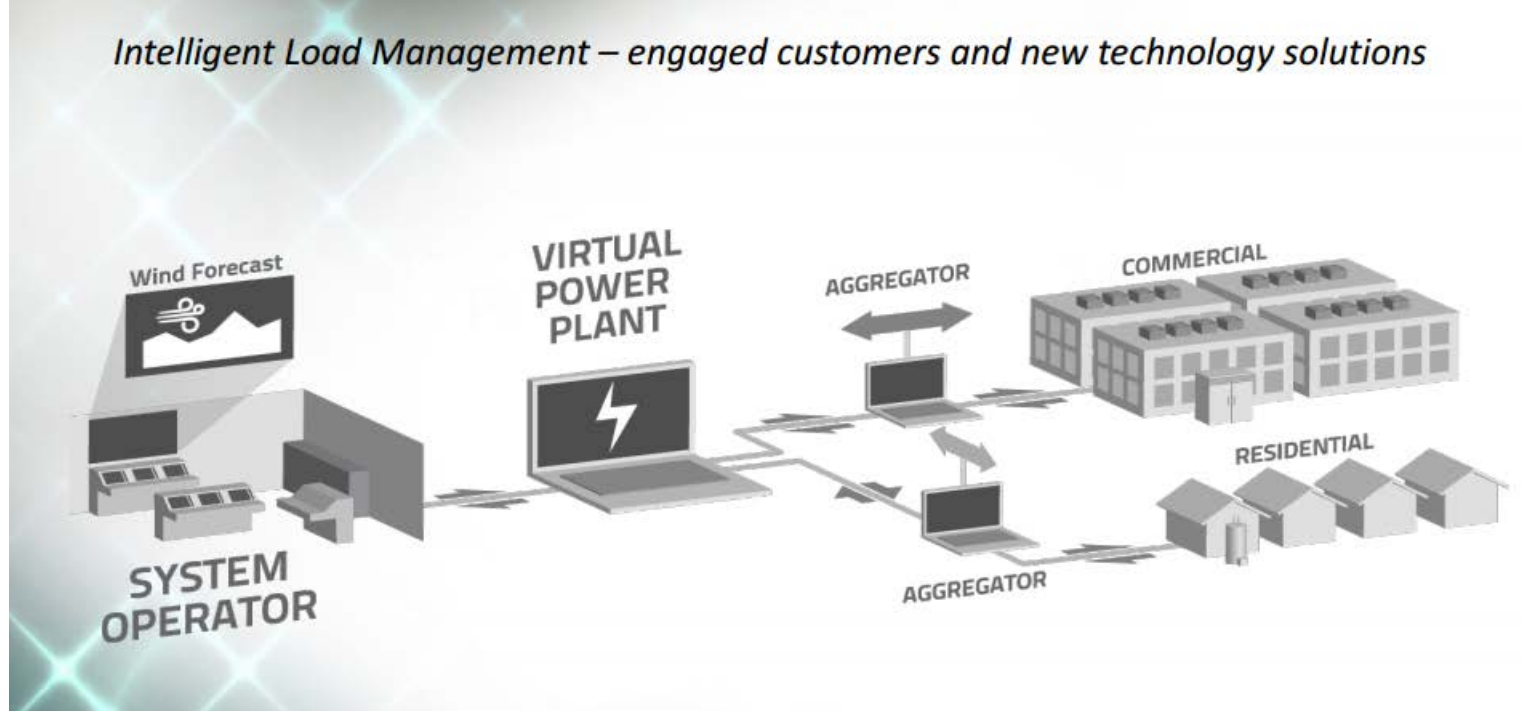 Intelligent Load Management – engaged customers and new technology solutions
Wind Forecast
VIRTUAL
POWER
PLANT
AGGREGATOR
COMMERCIAL
RESIDENTIAL
AGGREGATOR
SYSTEM
OPERATOR